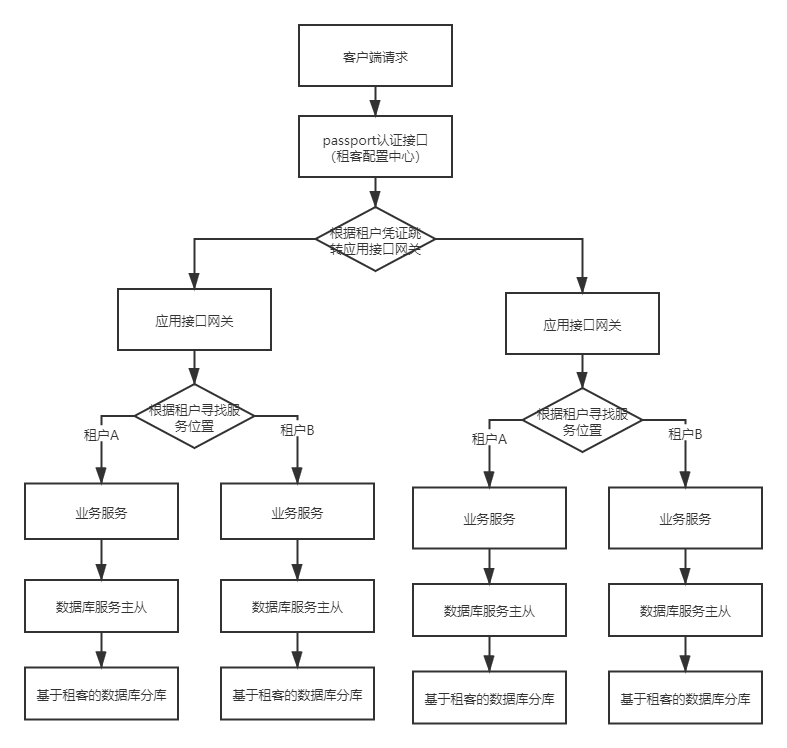 客户端请求
passport认证接口
（租客配置中心）
根据租户凭证跳
转应用接口网关
应用接口网关
应用接口网关
根据租户寻找服
务位置
根据租户寻找服
务位置
租户A
租户B
租户A
租户B
业务服务
业务服务
业务服务
业务服务
数据库服务主从
数据库服务主从
数据库服务主从
数据库服务主从
基于租客的数据库分库
基于租客的数据库分库
基于租客的数据库分库
基于租客的数据库分库